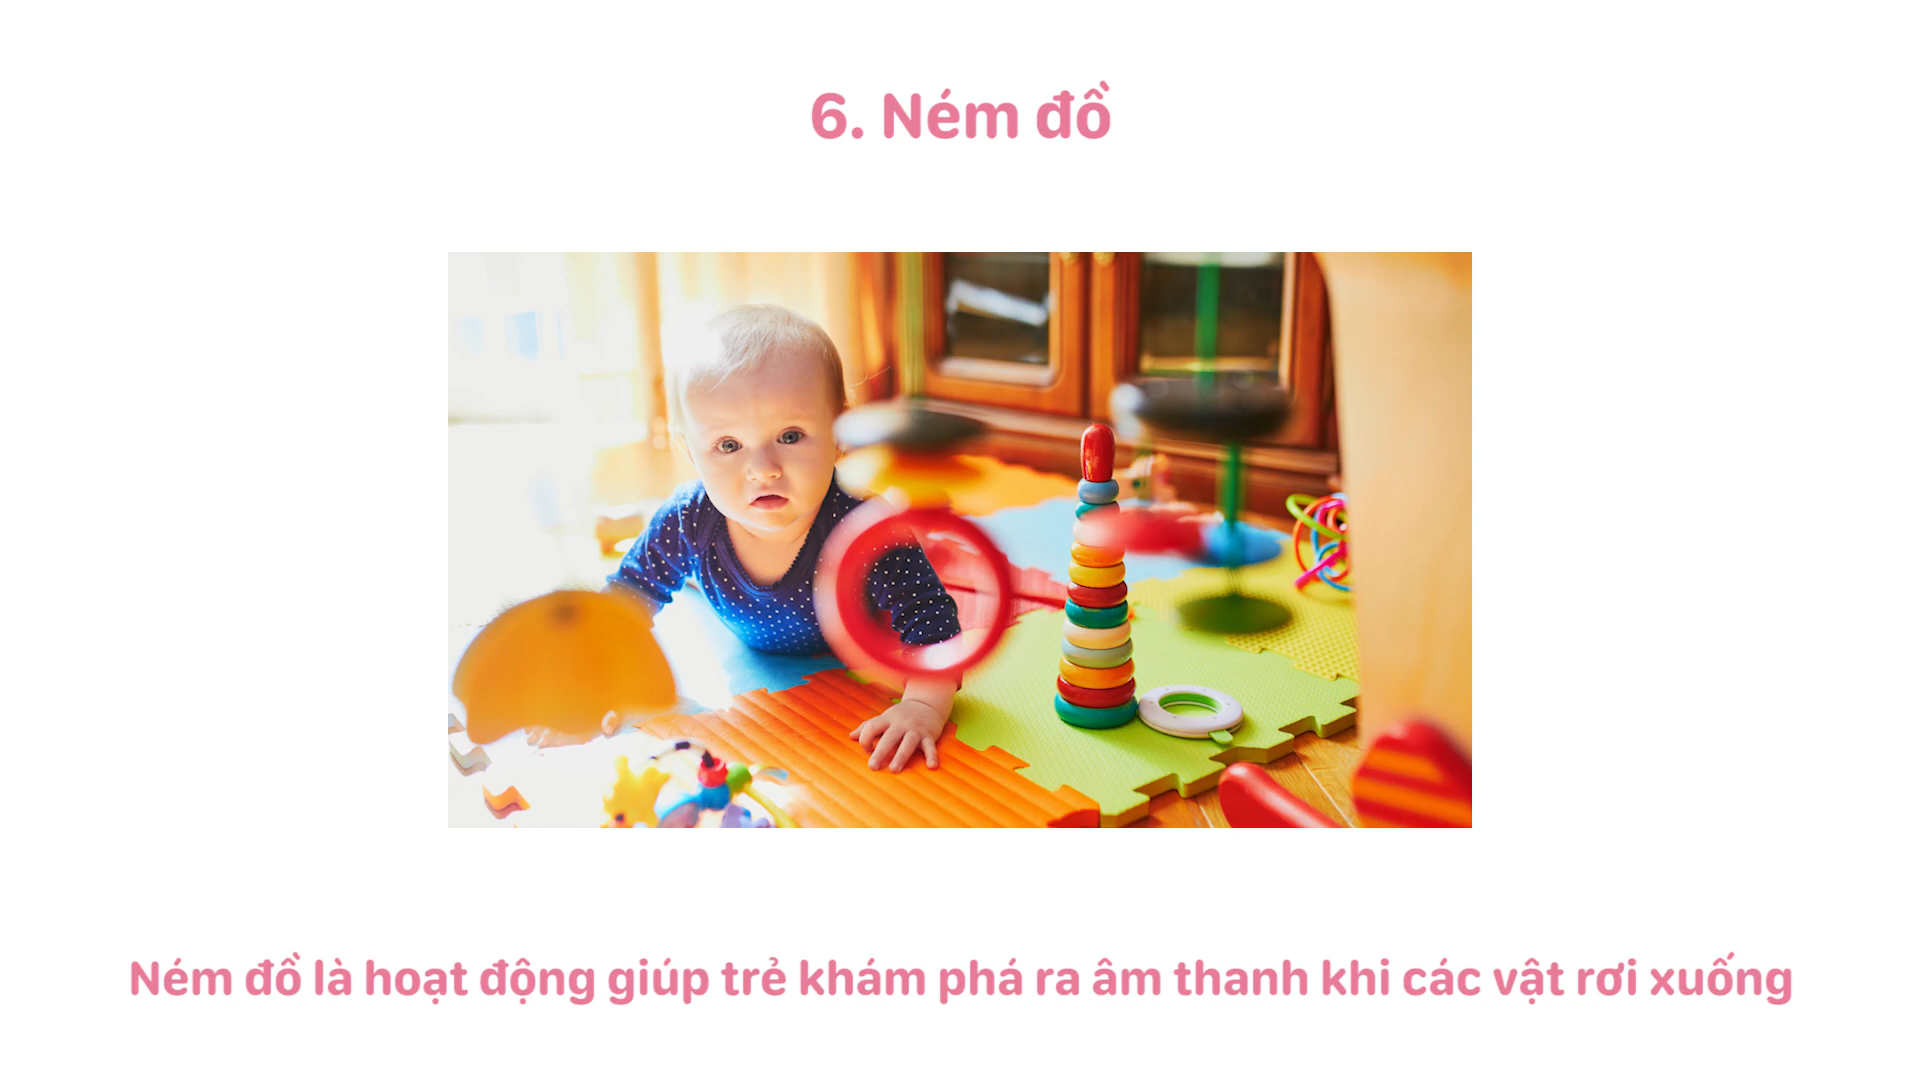 6. Ném đồ
Ném đồ là hoạt động giúp trẻ khám phá ra âm thanh khi các vật rơi xuống